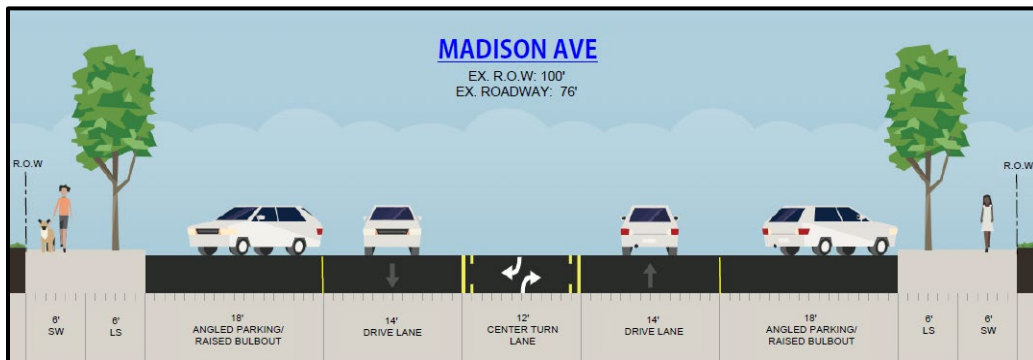 MADISON AVE
EX. R.O.W: 100'
EX. ROADWAY: 76'
R.O.W
R.O.W
6'
SW
6'
LS
18'
ANGLED PARKING/
RAISED BULBOUT
14'
DRIVE LANE
12'
CENTER TURN
LANE
14'
DRIVE LANE
18'
ANGLED PARKING/
RAISED BULBOUT
6'
LS
6'
SW